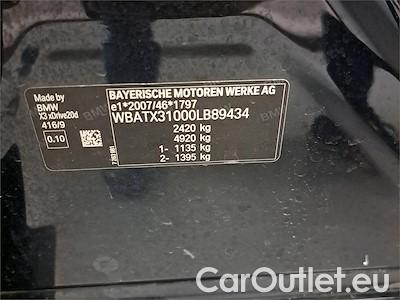 Made by
BMW
X3 xDrive20d
416/9
0.10
BAYERISCHE MOTOREN WERKE AG
e1*2007/46*1797
WBATX31000LB89434
2420 kg
4920 kg
1- 1135 kg
2- 1395 kg
CarOutlet.eu